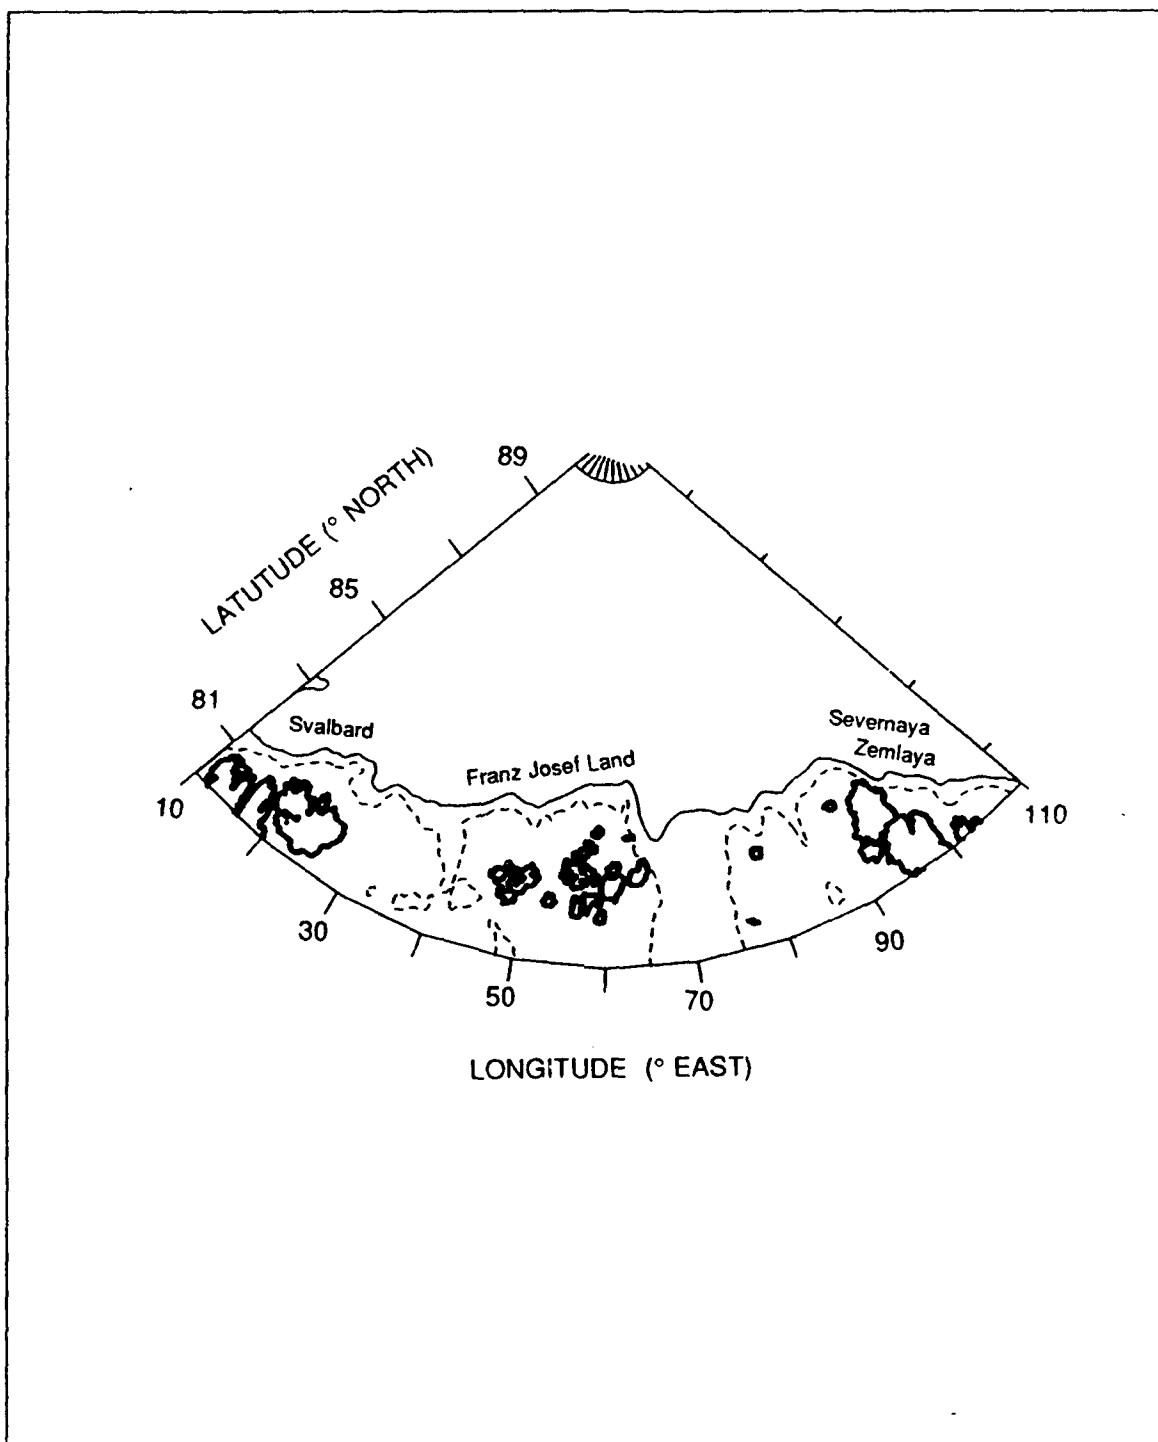 89
LATUTUDE (° NORTH)
85
81
Svalbard
Severnaya
Zemlaya
Franz Josef Land
10
110
30
90
50
70
LONGITUDE (° EAST)